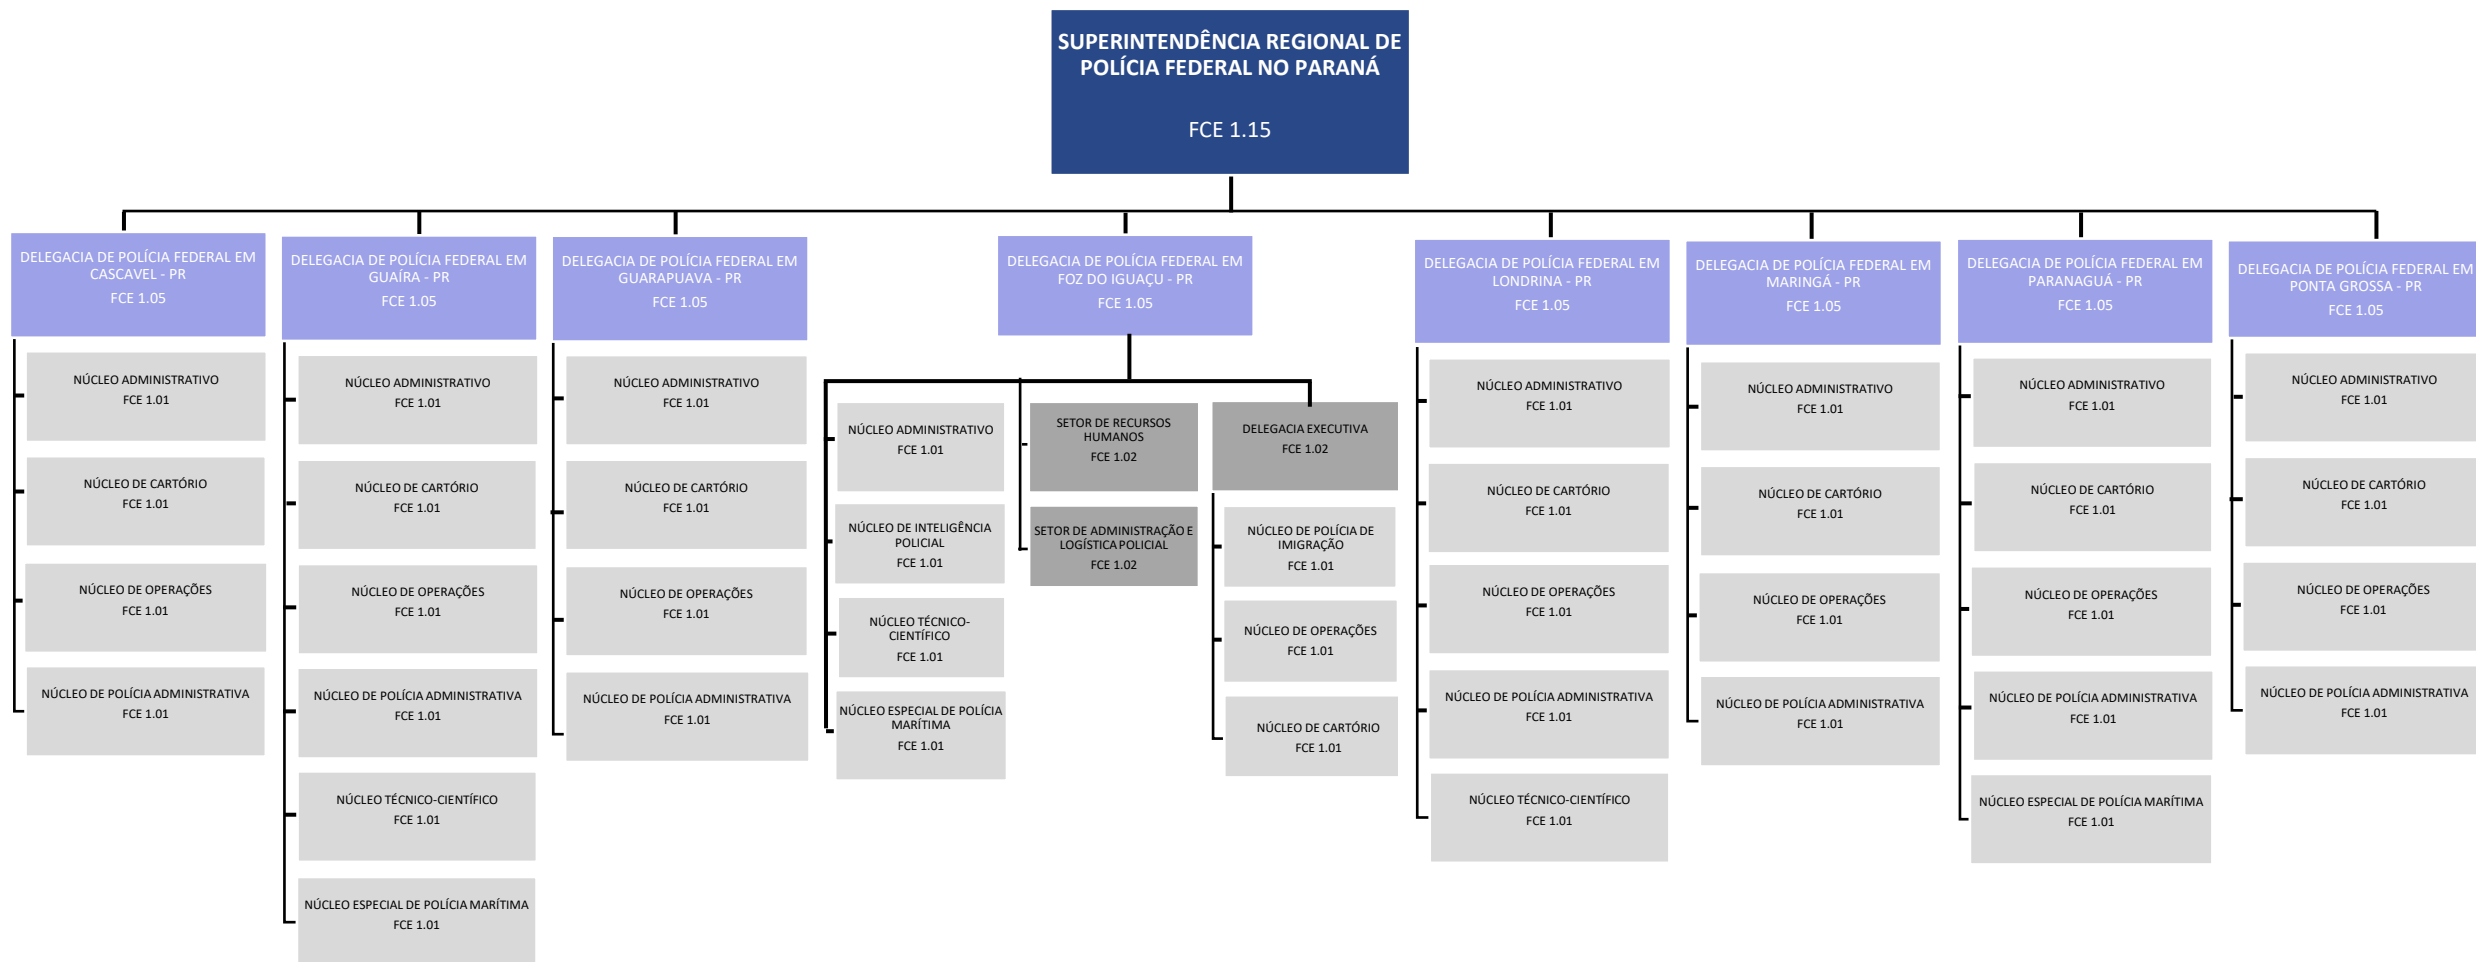 SUPERINTENDÊNCIA REGIONAL DE
POLÍCIA FEDERAL NO PARANÁ
FCE 1.15
DELEGACIA DE POLÍCIA FEDERAL EM
CASCAVEL - PR
FCE 1.05
NÚCLEO ADMINISTRATIVO
FCE 1.01
NÚCLEO DE CARTÓRIO
FCE 1.01
NÚCLEO DE OPERAÇÕES
FCE 1.01
NÚCLEO DE POLÍCIA ADMINISTRATIVA
FCE 1.01
DELEGACIA DE POLÍCIA FEDERAL EM
GUAÍRA - PR
FCE 1.05
NÚCLEO ADMINISTRATIVO
FCE 1.01
NÚCLEO DE CARTÓRIO
FCE 1.01
NÚCLEO DE OPERAÇÕES
FCE 1.01
NÚCLEO DE POLÍCIA ADMINISTRATIVA
FCE 1.01
NÚCLEO TÉCNICO-CIENTÍFICO
FCE 1.01
NÚCLEO ESPECIAL DE POLÍCIA MARÍTIMA
FCE 1.01
DELEGACIA DE POLÍCIA FEDERAL EM
GUARAPUAVA - PR
FCE 1.05
NÚCLEO ADMINISTRATIVO
FCE 1.01
NÚCLEO DE CARTÓRIO
FCE 1.01
NÚCLEO DE OPERAÇÕES
FCE 1.01
NÚCLEO DE POLÍCIA ADMINISTRATIVA
FCE 1.01
DELEGACIA DE POLÍCIA FEDERAL EM
FOZ DO IGUAÇU - PR
FCE 1.05
NÚCLEO ADMINISTRATIVO
FCE 1.01
NÚCLEO DE INTELIGÊNCIA
POLICIAL
FCE 1.01
NÚCLEO TÉCNICO-
CIENTÍFICO
FCE 1.01
NÚCLEO ESPECIAL DE POLÍCIA
MARÍTIMA
FCE 1.01
SETOR DE RECURSOS
HUMANOS
FCE 1.02
SETOR DE ADMINISTRAÇÃO E
LOGÍSTICA POLICIAL
FCE 1.02
DELEGACIA EXECUTIVA
FCE 1.02
NÚCLEO DE POLÍCIA DE
IMIGRAÇÃO
FCE 1.01
NÚCLEO DE OPERAÇÕES
FCE 1.01
NÚCLEO DE CARTÓRIO
FCE 1.01
DELEGACIA DE POLÍCIA FEDERAL EM
LONDRINA - PR
FCE 1.05
NÚCLEO ADMINISTRATIVO
FCE 1.01
NÚCLEO DE CARTÓRIO
FCE 1.01
NÚCLEO DE OPERAÇÕES
FCE 1.01
NÚCLEO DE POLÍCIA ADMINISTRATIVA
FCE 1.01
NÚCLEO TÉCNICO-CIENTÍFICO
FCE 1.01
DELEGACIA DE POLÍCIA FEDERAL EM
MARINGÁ - PR
FCE 1.05
NÚCLEO ADMINISTRATIVO
FCE 1.01
NÚCLEO DE CARTÓRIO
FCE 1.01
NÚCLEO DE OPERAÇÕES
FCE 1.01
NÚCLEO DE POLÍCIA ADMINISTRATIVA
FCE 1.01
DELEGACIA DE POLÍCIA FEDERAL EM
PARANAGUÁ - PR
FCE 1.05
NÚCLEO ADMINISTRATIVO
FCE 1.01
NÚCLEO DE CARTÓRIO
FCE 1.01
NÚCLEO DE OPERAÇÕES
FCE 1.01
NÚCLEO DE POLÍCIA ADMINISTRATIVA
FCE 1.01
NÚCLEO ESPECIAL DE POLÍCIA MARÍTIMA
FCE 1.01
DELEGACIA DE POLÍCIA FEDERAL EM
PONTA GROSSA - PR
FCE 1.05
NÚCLEO ADMINISTRATIVO
FCE 1.01
NÚCLEO DE CARTÓRIO
FCE 1.01
NÚCLEO DE OPERAÇÕES
FCE 1.01
NÚCLEO DE POLÍCIA ADMINISTRATIVA
FCE 1.01